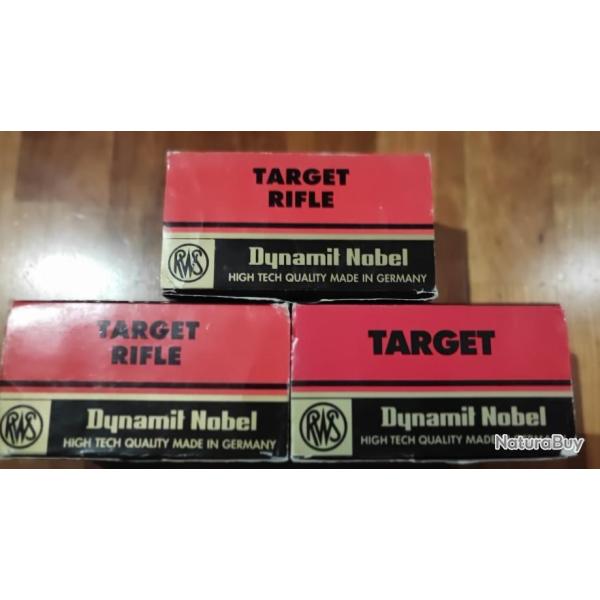 TARGET
RIFLE
RWS
Dynamit Nobel
HIGH TECH QUALITY MADE IN GERMANY
TARGET
RIFLE
RWS
Dynamit Nobel
HIGH TECH QUALITY MADE IN GERMANY
TARGET
RWS
Dynamit Nobel
HIGH TECH QUALITY MADE
NaturaBuy